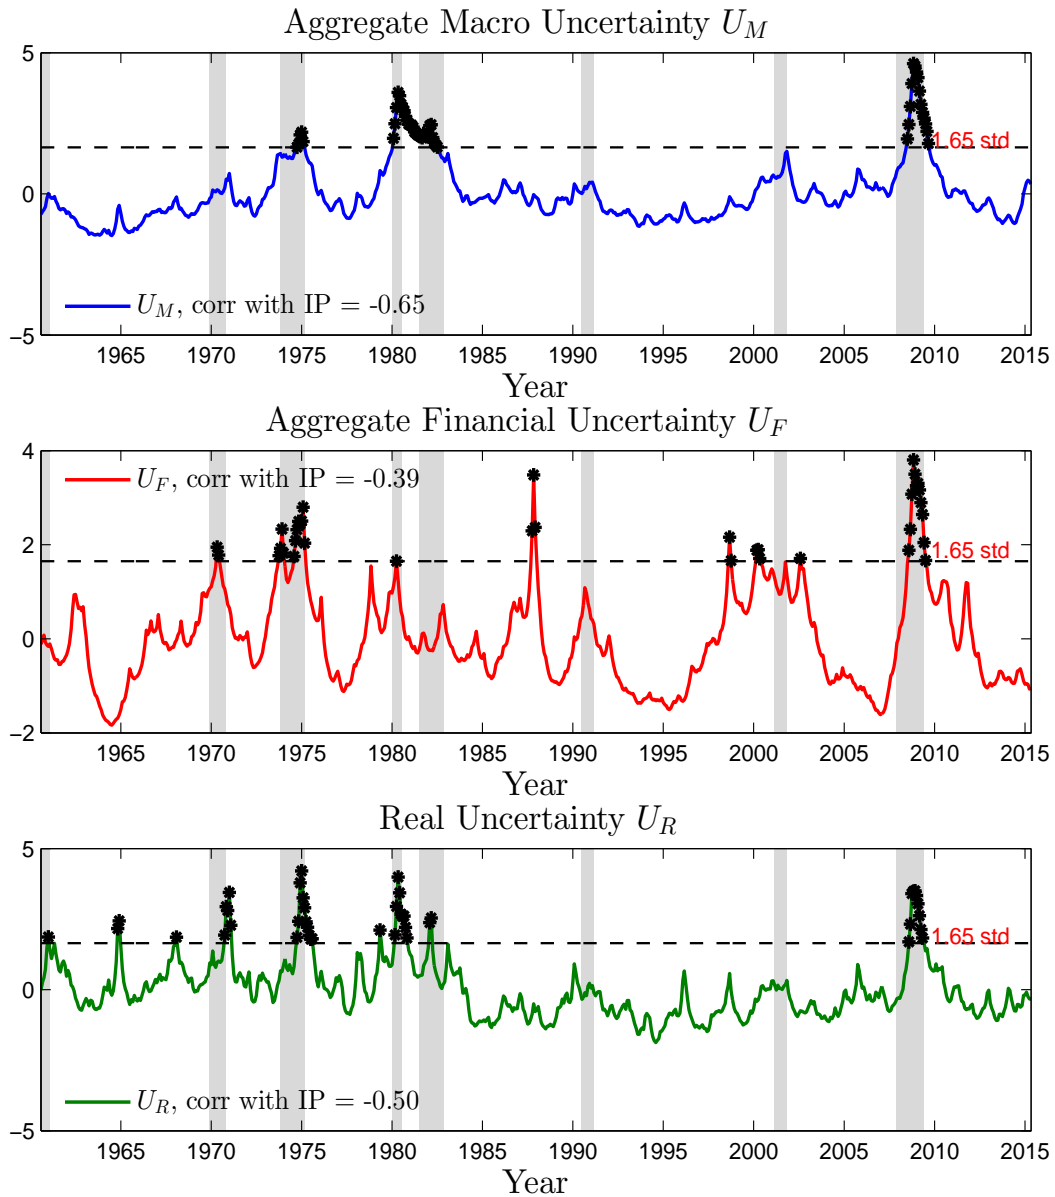 Aggregate Macro Uncertainty U_M
5
1.65 std
0
U_M, corr with IP = -0.65
−5
1965 1970 1975 1980 1985 1990 1995 2000 2005 2010 2015
Year
Aggregate Financial Uncertainty U_F
4
U_F, corr with IP = -0.39
2
1.65 std
0
−2
1965 1970 1975 1980 1985 1990 1995 2000 2005 2010 2015
Year
Real Uncertainty U_R
5
1.65 std
0
U_R, corr with IP = -0.50
−5
1965 1970 1975 1980 1985 1990 1995 2000 2005 2010 2015
Year